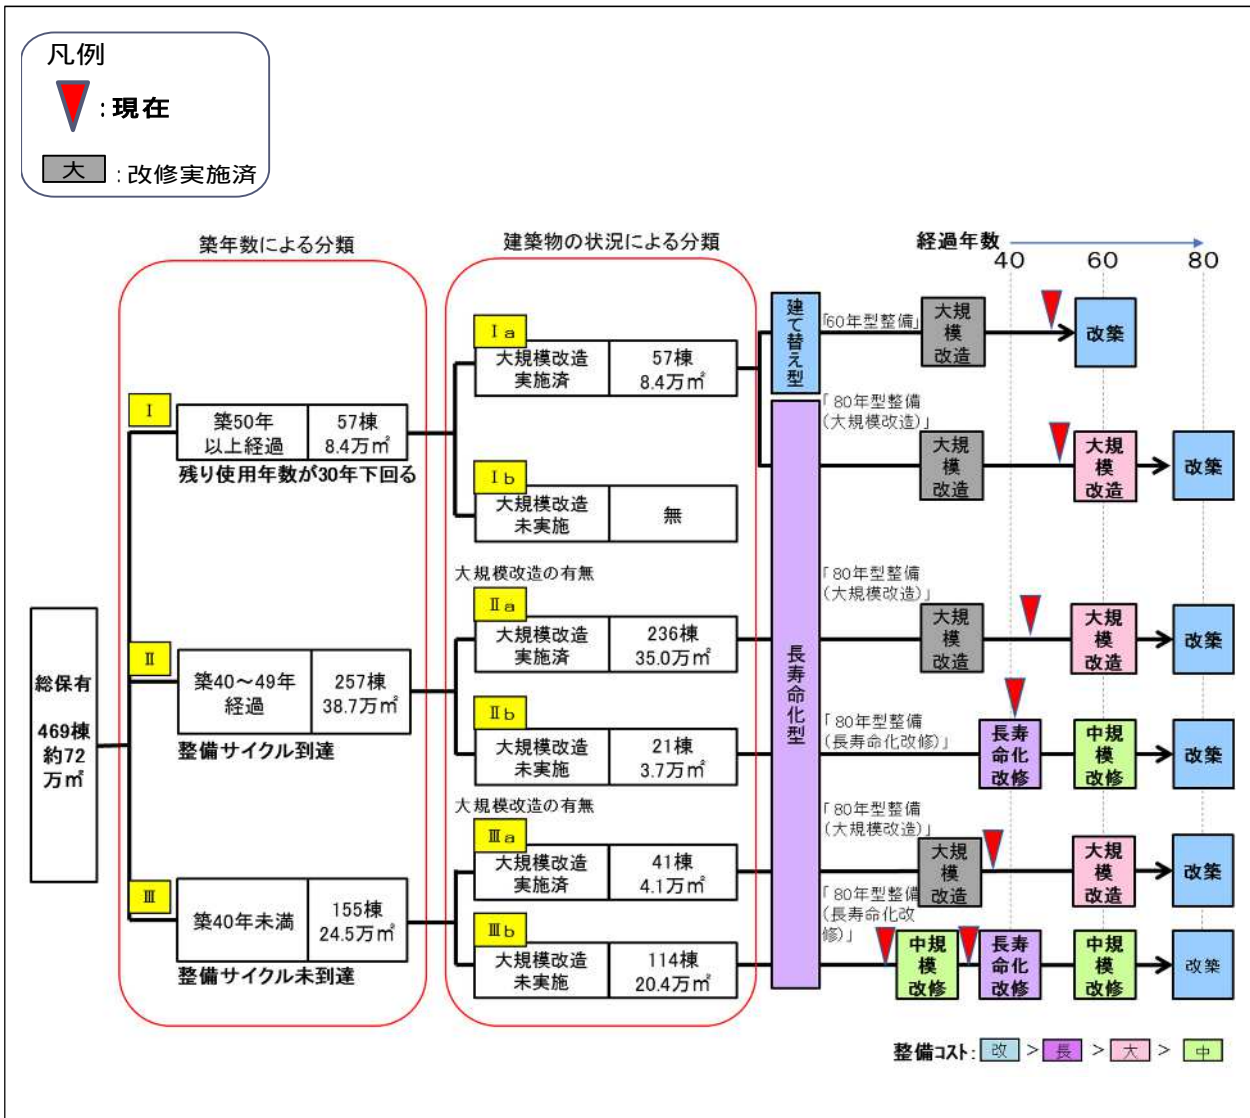 凡例
：現在
大
：改修実施済
築年数による分類
建築物の状況による分類
経過年数
40
60
80
Ⅰ
築50年
以上経過
57棟
8.4万㎡
残り使用年数が30年下回る
Ⅰa
大規模改造
実施済
57棟
8.4万㎡
Ⅰb
大規模改造
未実施
無
建て替え型
「60年型整備」
大規
模
改造
改築
「80年型整備
(大規模改造)」
大規
模
改造
大規
模
改造
改築
総保有
469棟
約72
万㎡
Ⅱ
築40～49年
経過
257棟
38.7万㎡
整備サイクル到達
大規模改造の有無
Ⅱa
大規模改造
実施済
236棟
35.0万㎡
Ⅱb
大規模改造
未実施
21棟
3.7万㎡
長寿命化型
「80年型整備
(大規模改造)」
大規
模
改造
大規
模
改造
改築
「80年型整備
(長寿命化改修)」
長寿
命化
改修
中規
模
改修
改築
Ⅲ
築40年未満
155棟
24.5万㎡
整備サイクル未到達
大規模改造の有無
Ⅲa
大規模改造
実施済
41棟
4.1万㎡
Ⅲb
大規模改造
未実施
114棟
20.4万㎡
「80年型整備
(大規模改造)」
大規
模
改造
大規
模
改造
改築
「80年型整備
(長寿命化改
修)」
中規
模
改修
長寿
命化
改修
中規
模
改修
改築
整備コスト：改＞長＞大＞中